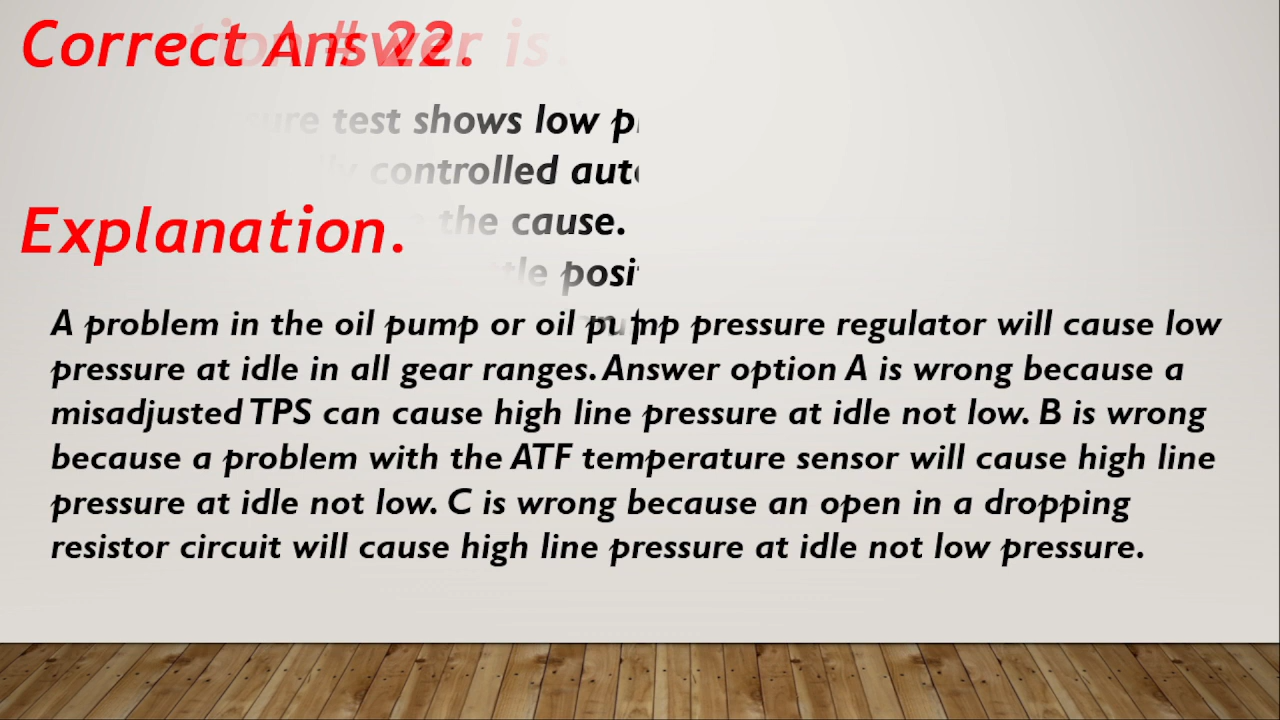 Correct Answer is.
tion # 22.
sure test shows low
controlled
the cause.
Explanation.
A problem in the oil pump or oil pump pressure regulator will cause low
pressure at idle in all gear ranges. Answer option A is wrong because a
misadjusted TPS can cause high line pressure at idle not low. B is wrong
because a problem with the ATF temperature sensor will cause high line
pressure at idle not low. C is wrong because an open in a dropping
resistor circuit will cause high line pressure at idle not low pressure.